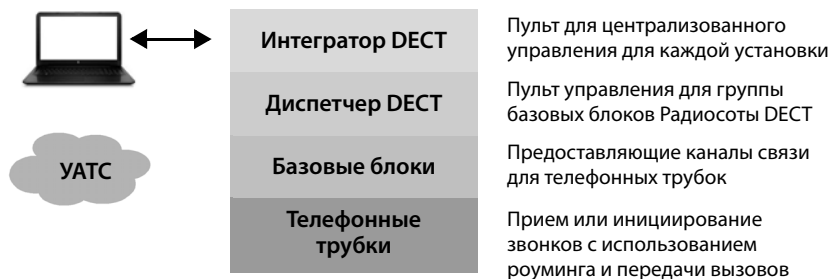 Интегратор DECT
Пульт для централизованного
управления для каждой установки
Диспетчер DECT
Пульт управления для группы
базовых блоков Радиосоты DECT
УАТС
Базовые блоки
Предоставляющие каналы связи
для телефонных трубок
Телефонные
трубки
Прием или инициирование
звонков с использованием
роуминга и передачи вызовов